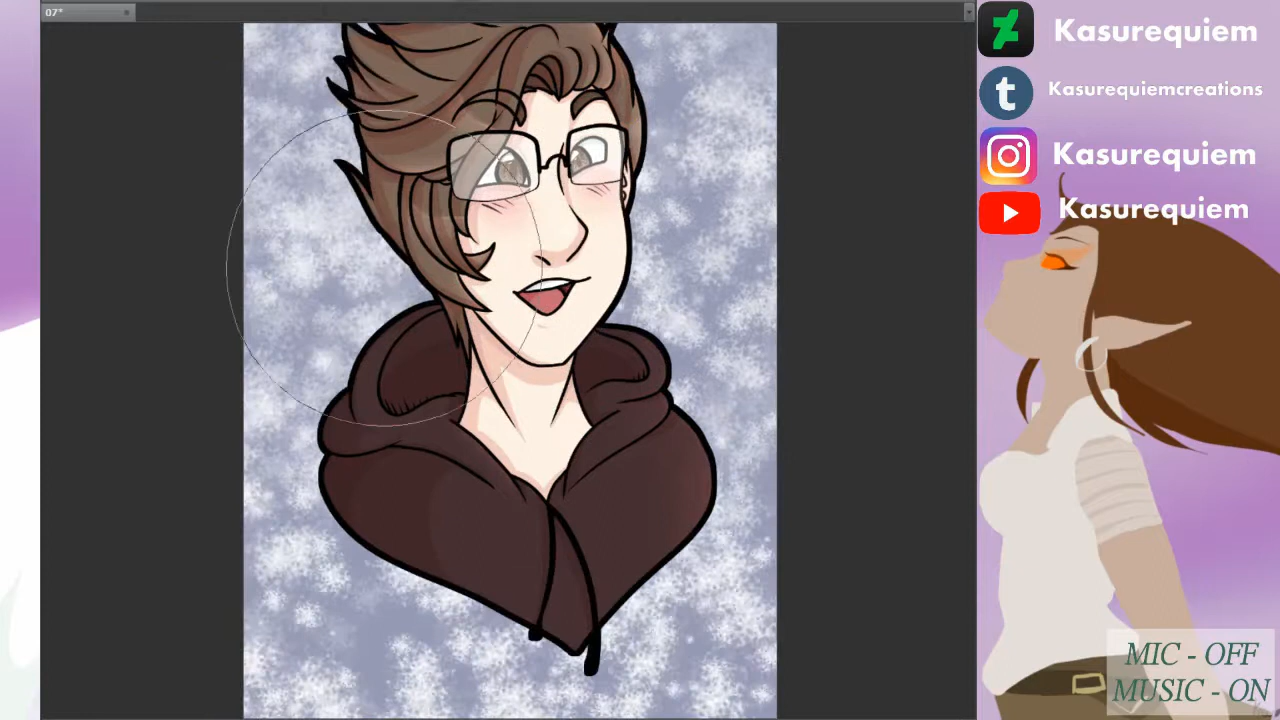 07*
Kasurequiem
Kasurequiemcreations
Kasurequiem
Kasurequiem
MIC - OFF
MUSIC - ON